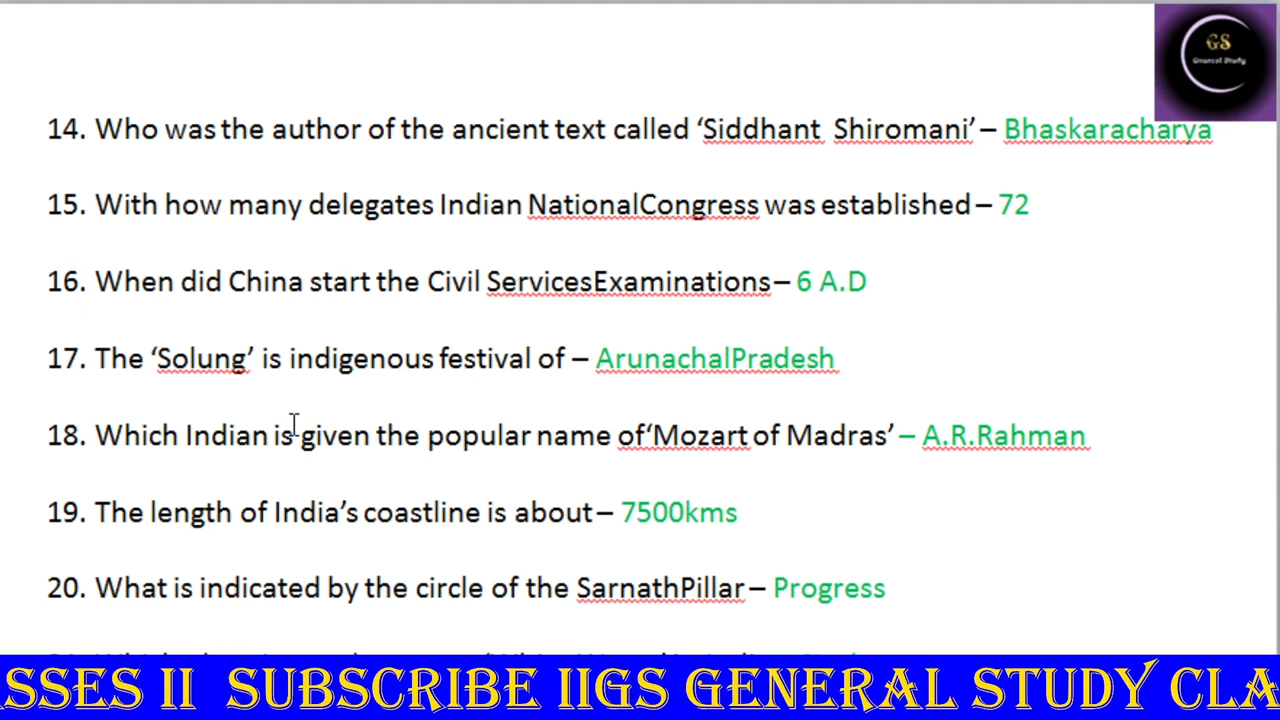 GS
General Study
14. Who was the author of the ancient text called ‘Siddhant Shiromani’ – Bhaskaracharya
15. With how many delegates Indian NationalCongress was established – 72
16. When did China start the Civil ServicesExaminations – 6 A.D
17. The ‘Solung’ is indigenous festival of – ArunachalPradesh
18. Which Indian is given the popular name of‘Mozart of Madras’ – A.R.Rahman
19. The length of India’s coastline is about – 7500kms
20. What is indicated by the circle of the SarnathPillar – Progress
SSES II SUBSCRIBE IIGS GENERAL STUDY CLA